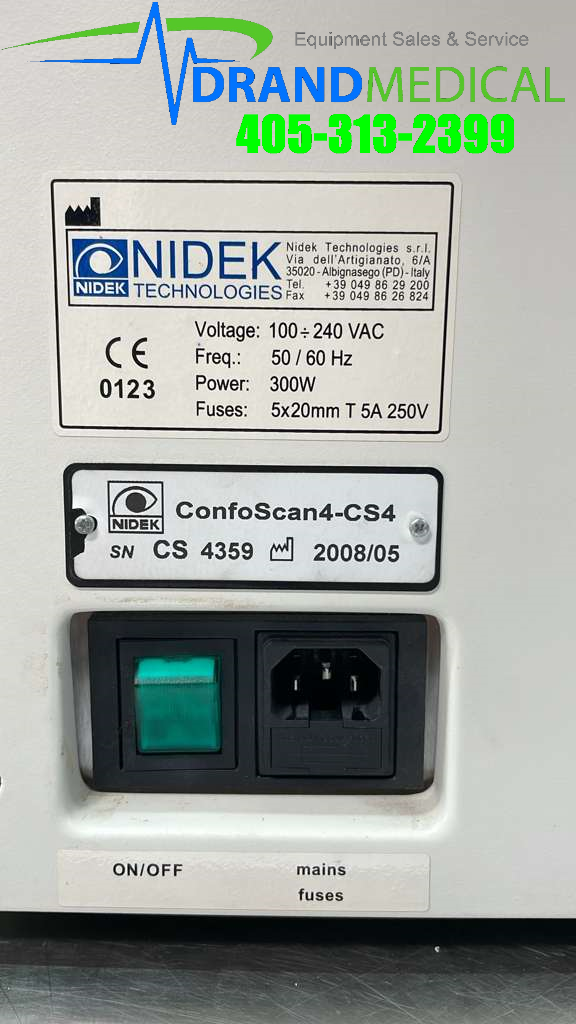 Equipment Sales & Service
DRANDMEDICAL
405-313-2399
NIDEK
NIDEK
TECHNOLOGIES
Nidek Technologies s.r.l.
Via dell'Artigianato, 6/A
35020 - Albignasego (PD) - Italy
Tel. +39 049 86 29 200
Fax +39 049 86 26 824
CE
0123
Voltage: 100÷240 VAC
Freq.: 50 / 60 Hz
Power: 300W
Fuses: 5x20mm T 5A 250V
NIDEK
ConfoScan4-CS4
SN CS 4359 2008/05
ON/OFF
mains
fuses